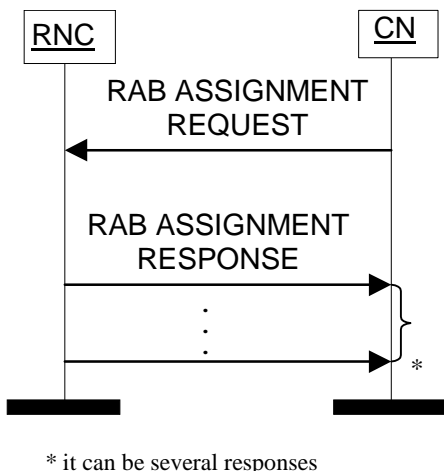 RNC
CN
RAB ASSIGNMENT
REQUEST
RAB ASSIGNMENT
RESPONSE
*
* it can be several responses